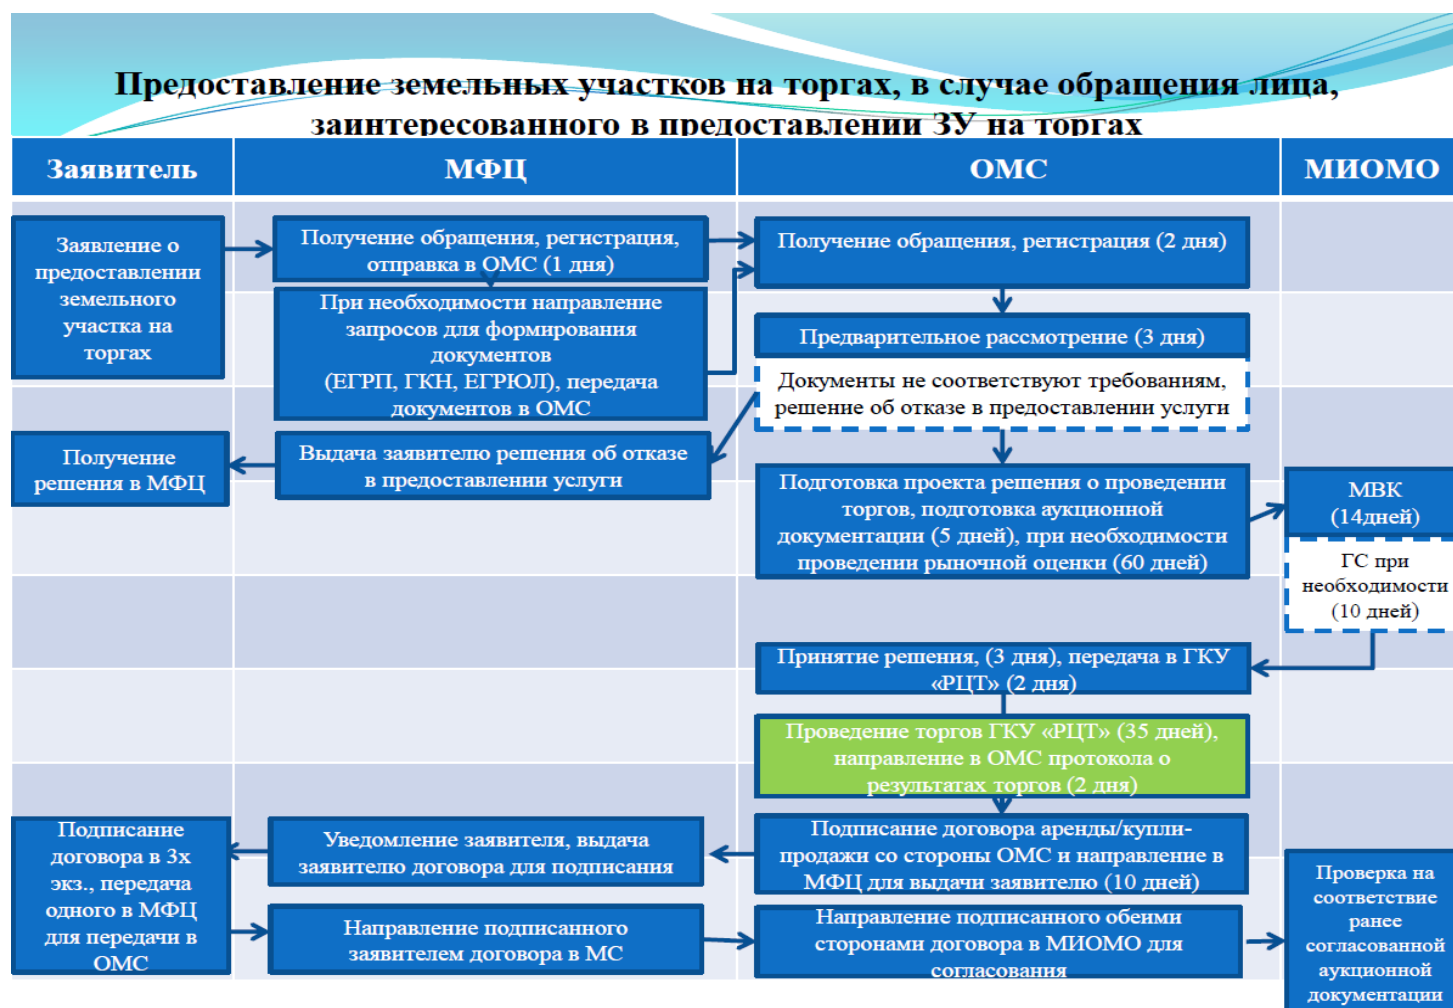 Предоставление земельных участков на торгах, в случае обращения лица,
заинтересованного в предоставлении ЗУ на торгах
Заявитель
МФЦ
ОМС
МИОМО
Заявление о
предоставлении
земельного
участка на
торгах
Получение обращения, регистрация,
отправка в ОМС (1 дня)
Получение обращения, регистрация (2 дня)
При необходимости направление
запросов для формирования
документов
(ЕГРП, ГКН, ЕГРЮЛ), передача
документов в ОМС
Предварительное рассмотрение (3 дня)
Документы не соответствуют требованиям,
решение об отказе в предоставлении услуги
Получение
решения в МФЦ
Выдача заявителю решения об отказе
в предоставлении услуги
Подготовка проекта решения о проведении
торгов, подготовка аукционной
документации (5 дней), при необходимости
проведении рыночной оценки (60 дней)
МВК
(14дней)
ГС при
необходимости
(10 дней)
Принятие решения, (3 дня), передача в ГКУ
«РЦТ» (2 дня)
Проведение торгов ГКУ «РЦТ» (35 дней),
направление в ОМС протокола о
результатах торгов (2 дня)
Подписание
договора в 3х
экз., передача
одного в МФЦ
для передачи в
ОМС
Уведомление заявителя, выдача
заявителю договора для подписания
Подписание договора аренды/купли-
продажи со стороны ОМС и направление в
МФЦ для выдачи заявителю (10 дней)
Направление подписанного
заявителем договора в МС
Направление подписанного обеими
сторонами договора в МИОМО для
согласования
Проверка на
соответствие
ранее
согласованной
аукционной
документации